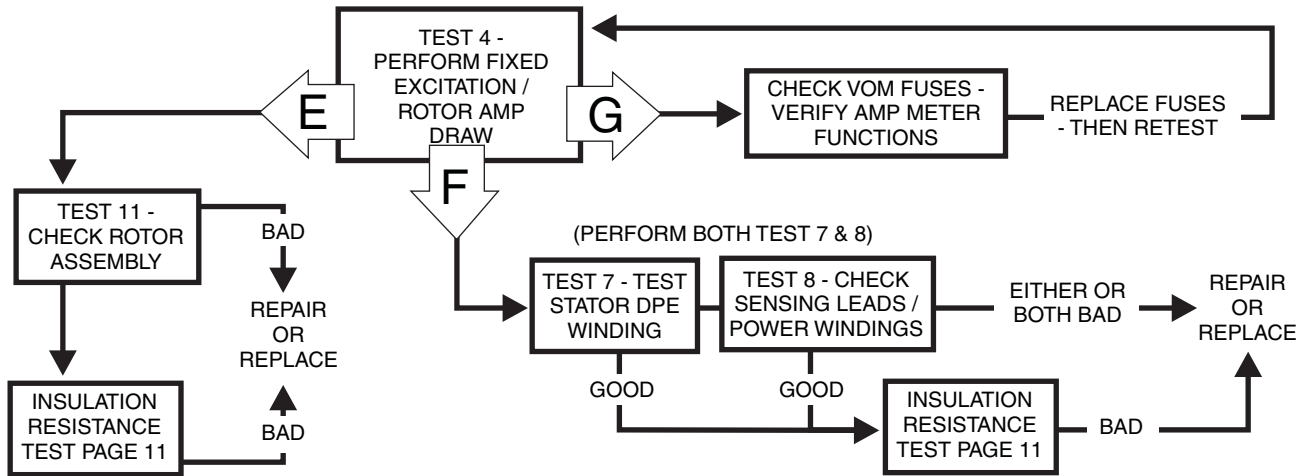 TEST 4 -
PERFORM FIXED
EXCITATION /
ROTOR AMP
DRAW
E
G
F
CHECK VOM FUSES -
VERIFY AMP METER
FUNCTIONS
REPLACE FUSES
- THEN RETEST
TEST 11 -
CHECK ROTOR
ASSEMBLY
BAD
REPAIR
OR
REPLACE
INSULATION
RESISTANCE
TEST PAGE 11
BAD
(PERFORM BOTH TEST 7 & 8)
TEST 7 - TEST
STATOR DPE
WINDING
TEST 8 - CHECK
SENSING LEADS /
POWER WINDINGS
EITHER OR
BOTH BAD
REPAIR
OR
REPLACE
GOOD
GOOD
INSULATION
RESISTANCE
TEST PAGE 11
BAD